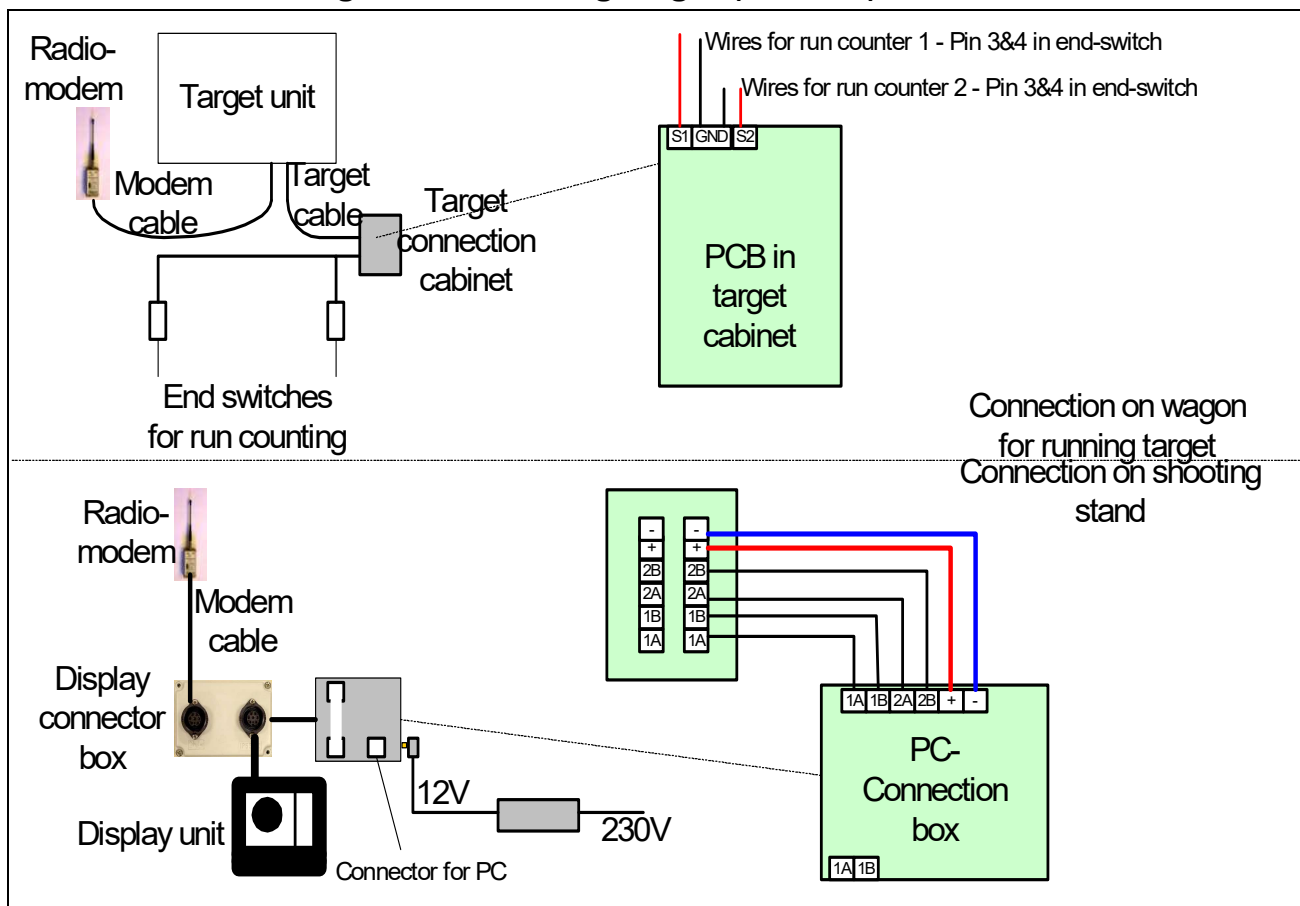 Radio-
modem
Target unit
Modem
cable
Target
cable
Target
connection
cabinet
End switches
for run counting
Wires for run counter 1 - Pin 3&4 in end-switch
Wires for run counter 2 - Pin 3&4 in end-switch
S1 GND S2
PCB in
target
cabinet
Connection on wagon
for running target
Connection on shooting
stand
Radio-
modem
Modem
cable
Display
connector
box
Display unit
12V
230V
Connector for PC
- -
+ +
2B 2B
2A 2A
1B 1B
1A 1A
1A 1B 2A 2B + -
PC-
Connection
box
1A 1B